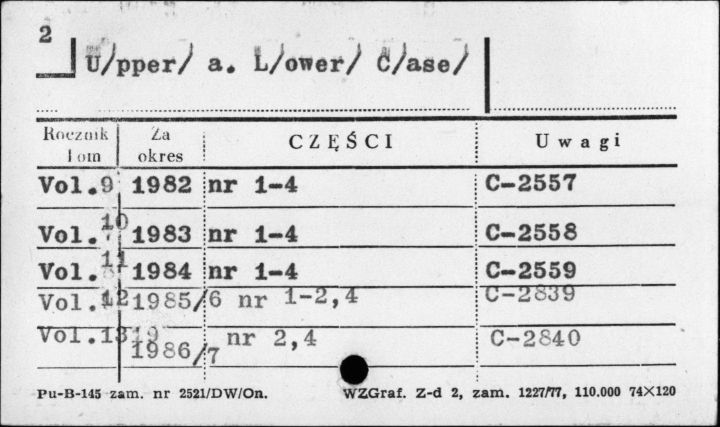 2
U/pper/ a. L/ower/ C/ase/
Rocznik Tom Za okres CZĘŚCI Uwagi
Vol.9 1982 nr 1-4 C-2557
Vol.10 1983 nr 1-4 C-2558
Vol.11 1984 nr 1-4 C-2559
Vol.12 1985/6 nr 1-2,4 C-2839
Vol.13 19
1986/7 nr 2,4 C-2840
Pu-B-145 zam. nr 2521/DW/On. WZGraf. Z-d 2, zam. 1227/77, 110.000 74×120